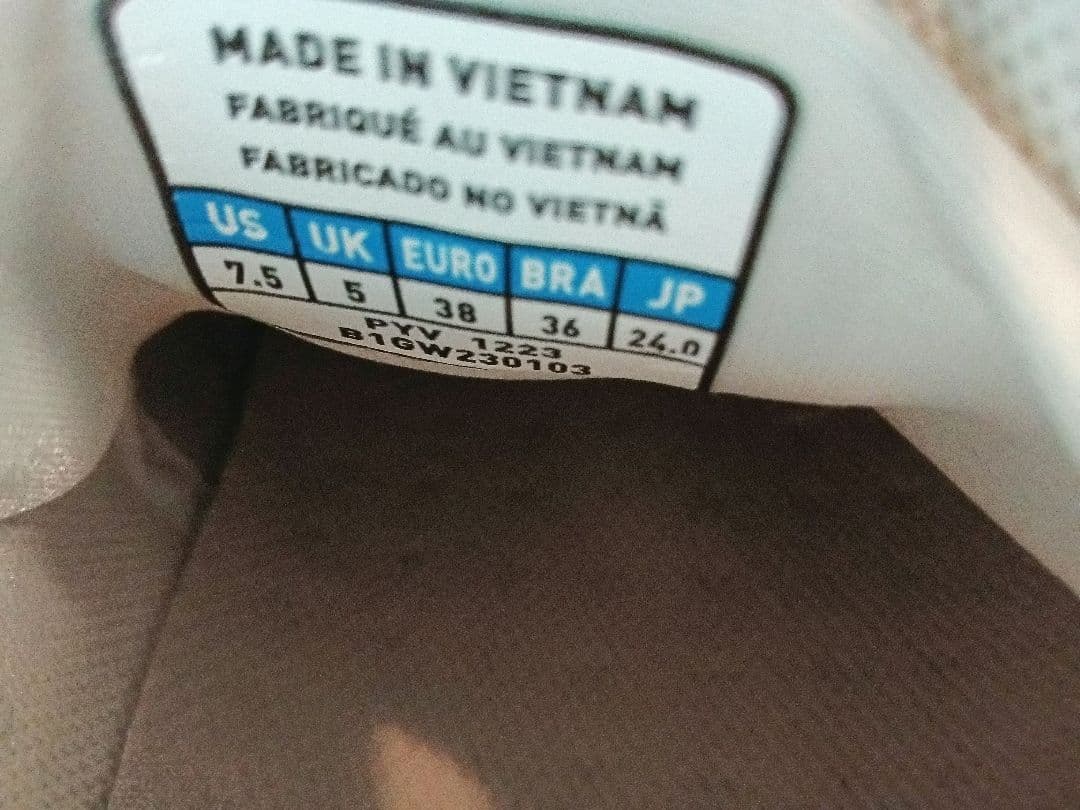 MADE IN VIETNAM
FABRIQUÉ AU VIETNAM
FABRICADO NO VIETNÃ
US UK EURO BRA JP
7.5 5 38 36 24.0
PYV 1223
B1GW230103